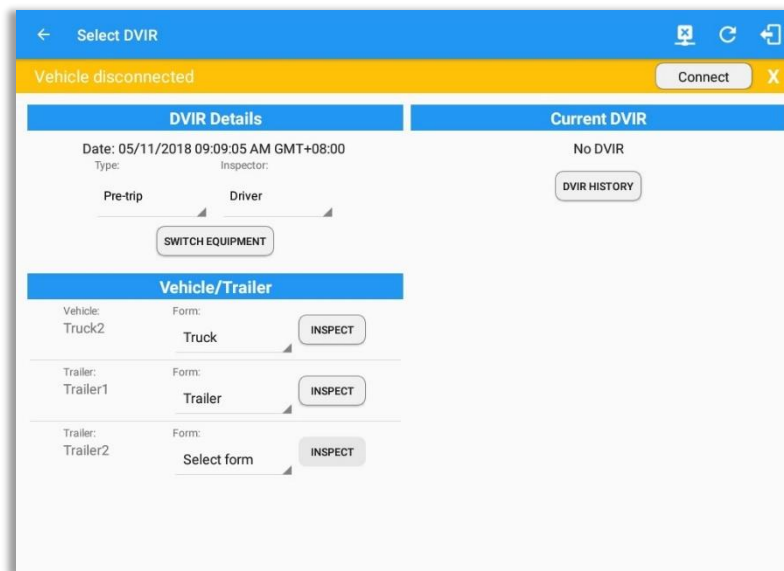 Select DVIR
Vehicle disconnected Connect X
DVIR Details
Date: 05/11/2018 09:09:05 AM GMT+08:00
Type: Inspector:
Pre-trip Driver
SWITCH EQUIPMENT
Current DVIR
No DVIR
DVIR HISTORY
Vehicle/Trailer
Vehicle: Form:
Truck2 Truck INSPECT
Trailer: Form:
Trailer1 Trailer INSPECT
Trailer: Form:
Trailer2 Select form INSPECT